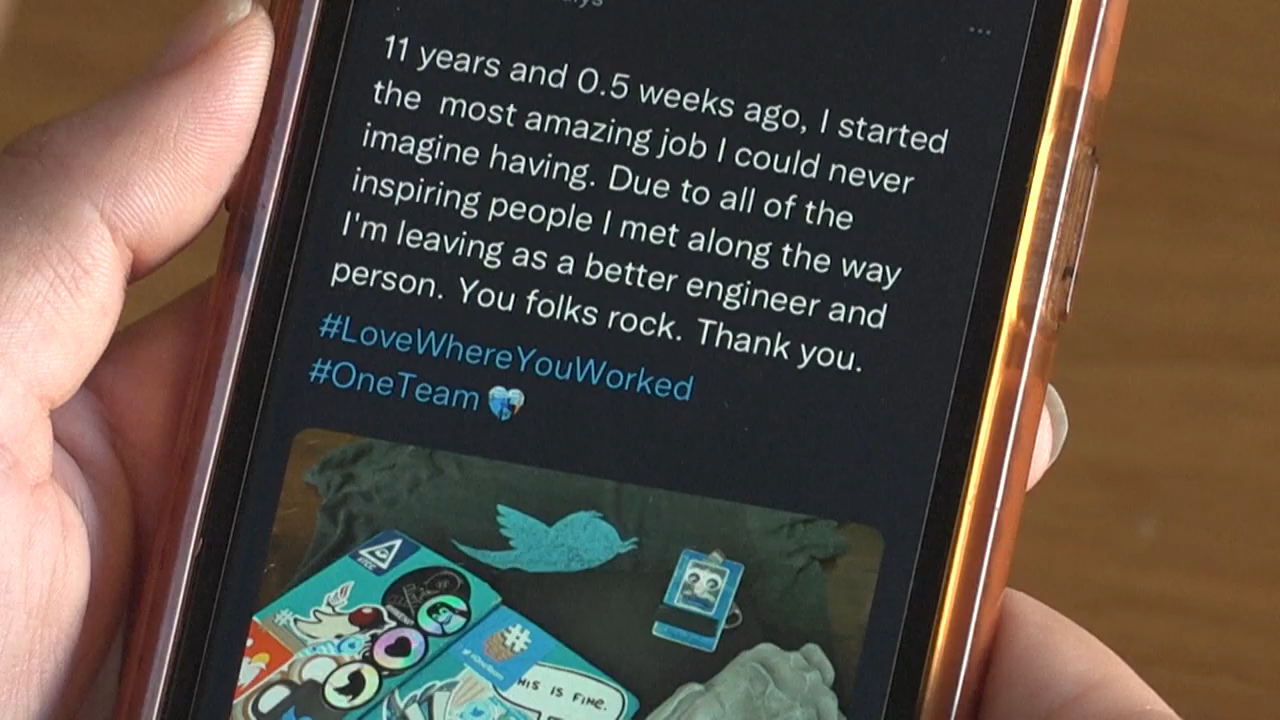 11 years and 0.5 weeks ago, I started
the most amazing job I could never
imagine having. Due to all of the
inspiring people I met along the way
I'm leaving as a better engineer and
person. You folks rock. Thank you.
#LoveWhereYouWorked
#OneTeam
#
#OneTeam
THIS IS FINE.